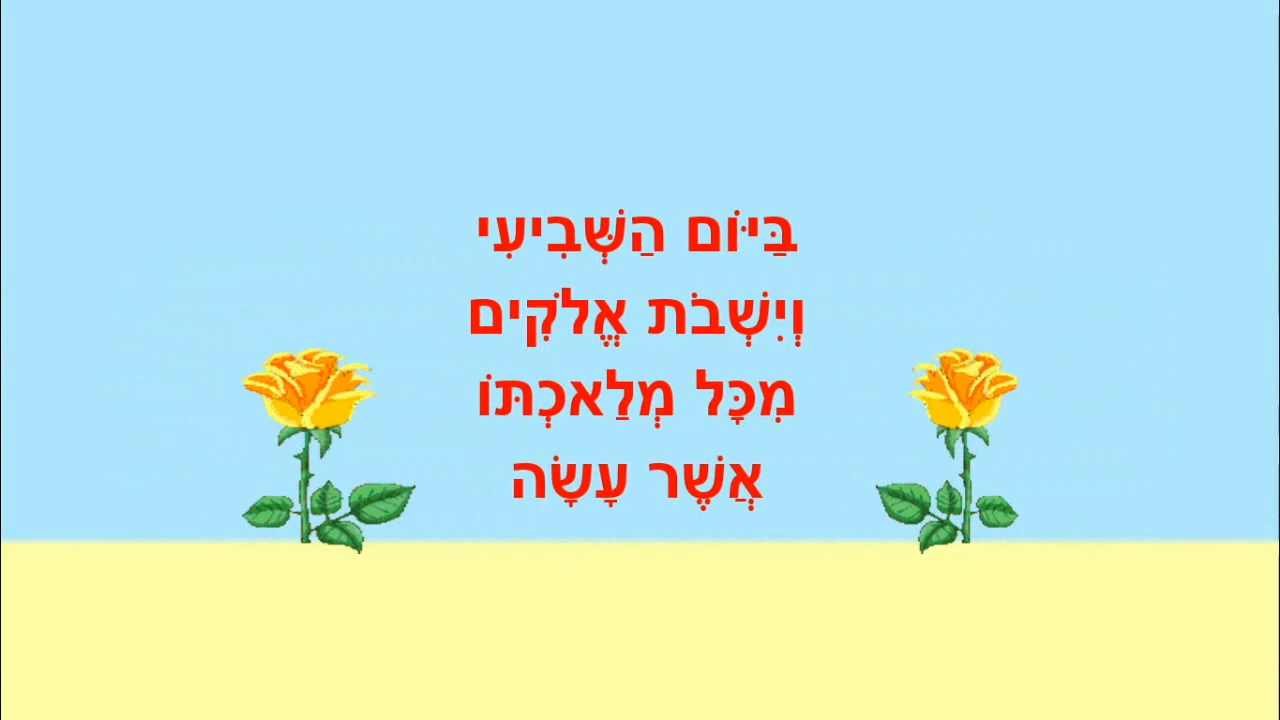 בַּיּוֹם הַשְּׁבִיעִי
וְיִשְׁבֹת אֱלֹקִים
מִכָּל מְלַאכְתּוֹ
אֲשֶׁר עָשָׂה